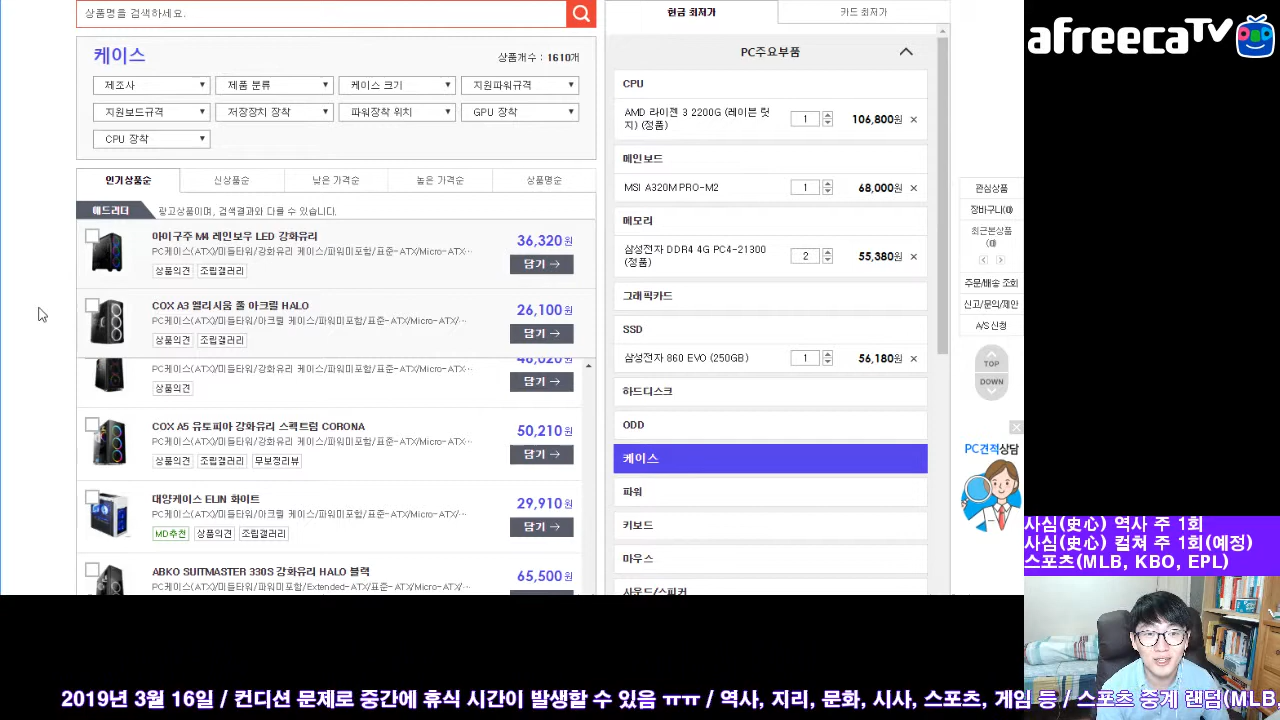 상품명을 검색하세요.
케이스
상품개수 : 1610개
제조사
제품 분류
케이스 크기
지원파워규격
지원보드규격
저장장치 장착
파워장착 위치
GPU 장착
CPU 장착
인기상품순
신상품순
낮은 가격순
높은 가격순
상품명순
애드리더
광고상품이며, 검색결과와 다를 수 있습니다.
아이구주 M4 레인보우 LED 강화유리
PC케이스(ATX)/미들타워/강화유리 케이스/파워미포함/표준-ATX/Micro-ATX···
상품의견
조립갤러리
36,320원
담기 →
COX A3 엘리시움 풀 아크릴 HALO
PC케이스(ATX)/미들타워/아크릴 케이스/파워미포함/표준-ATX/Micro-ATX/···
상품의견
조립갤러리
26,100원
담기 →
PC케이스(ATX)/미들타워/강화유리 케이스/파워미포함/표준-ATX/Micro-ATX···
상품의견
담기 →
COX A5 유토피아 강화유리 스펙트럼 CORONA
PC케이스(ATX)/미들타워/강화유리 케이스/파워미포함/표준-ATX/Micro-ATX···
상품의견
조립갤러리
무보정리뷰
50,210원
담기 →
대양케이스 ELIN 화이트
PC케이스(ATX)/미들타워/아크릴 케이스/파워미포함/표준-ATX/Micro-ATX/···
MD추천
상품의견
조립갤러리
29,910원
담기 →
ABKO SUITMASTER 330S 강화유리 HALO 블랙
PC케이스(ATX)/미들타워/파워미포함/Extended-ATX/표준-ATX/Micro-ATX/···
65,500원
현금 최저가
카드 최저가
PC주요부품
CPU
AMD 라이젠 3 2200G (레이븐 릿지) (정품)
1
106,800원 ×
메인보드
MSI A320M PRO-M2
1
68,000원 ×
메모리
삼성전자 DDR4 4G PC4-21300
(정품)
2
55,380원 ×
그래픽카드
SSD
삼성전자 860 EVO (250GB)
1
56,180원 ×
하드디스크
ODD
케이스
파워
키보드
마우스
사운드/스피커
관심상품
장바구니(0)
최근본상품
(0)
주문/배송 조회
신고/문의/제안
A/S 신청
TOP
DOWN
PC견적상담
afreecaTV
사심(史心) 역사 주 1회
사심(史心) 컬쳐 주 1회(예정)
스포츠(MLB, KBO, EPL)
2019년 3월 16일 / 컨디션 문제로 중간에 휴식 시간이 발생할 수 있음 ㅠㅠ / 역사, 지리, 문화, 시사, 스포츠, 게임 등 / 스포츠 중계 랜덤(MLB,